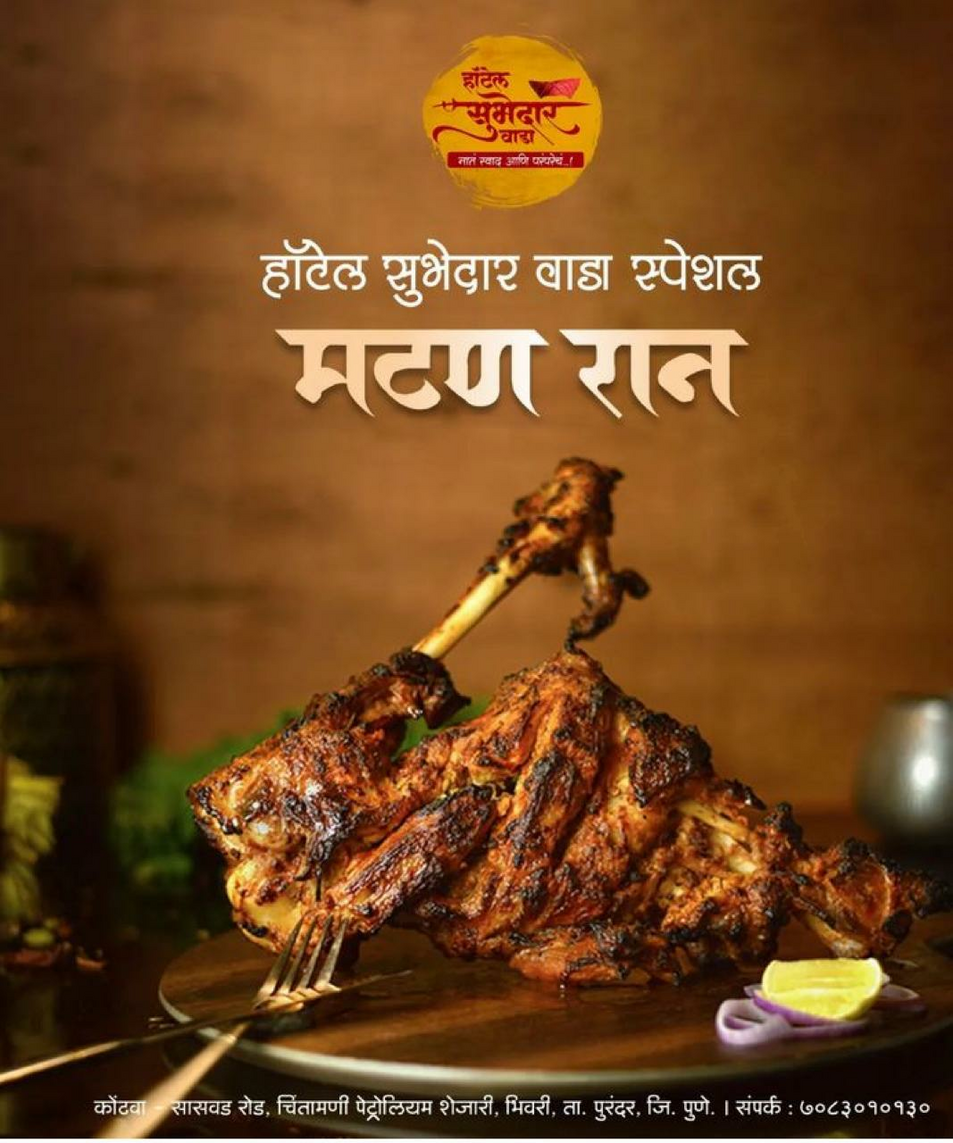 हॉटेल
सुभेदार
वाडा
नातं स्वाद आणि परंपरेचं..!
हॉटेल सुभेदार वाडा स्पेशल
मटण रान
कोंढवा - सासवड रोड, चिंतामणी पेट्रोलियम शेजारी, भिवरी, ता. पुरंदर, जि. पुणे. । संपर्क : ७०८३०१०१३०